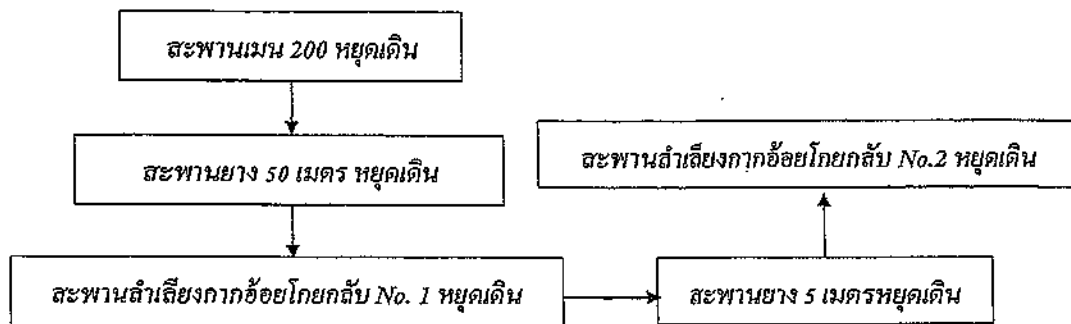 สะพานเมน 200 หยุดเดิน
สะพานยาง 50 เมตร หยุดเดิน
สะพานลำเลียงกากอ้อยโกยกลับ No. 1 หยุดเดิน
สะพานยาง 5 เมตรหยุดเดิน
สะพานลำเลียงกากอ้อยโกยกลับ No.2 หยุดเดิน